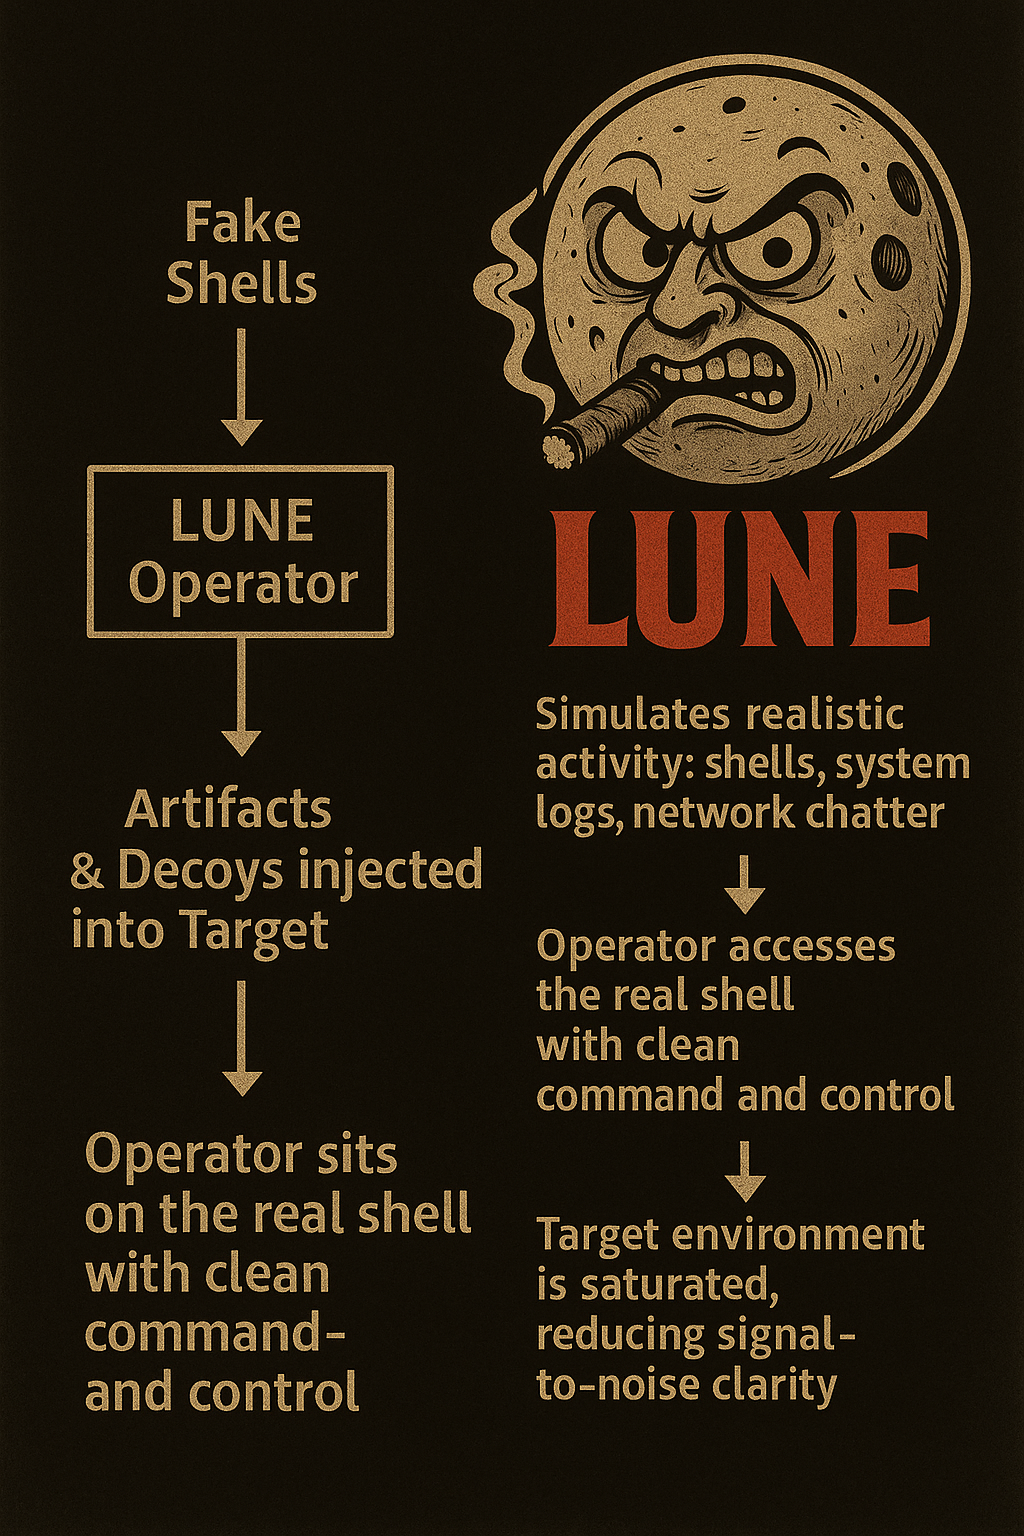 Fake
Shells
LUNE
Operator
Artifacts
& Decoys injected
into Target
Operator sits
on the real shell
with clean
command-
and control
LUNE
Simulates realistic
activity: shells, system
logs, network chatter
Operator accesses
the real shell
with clean
command and control
Target environment
is saturated,
reducing signal-
to-noise clarity